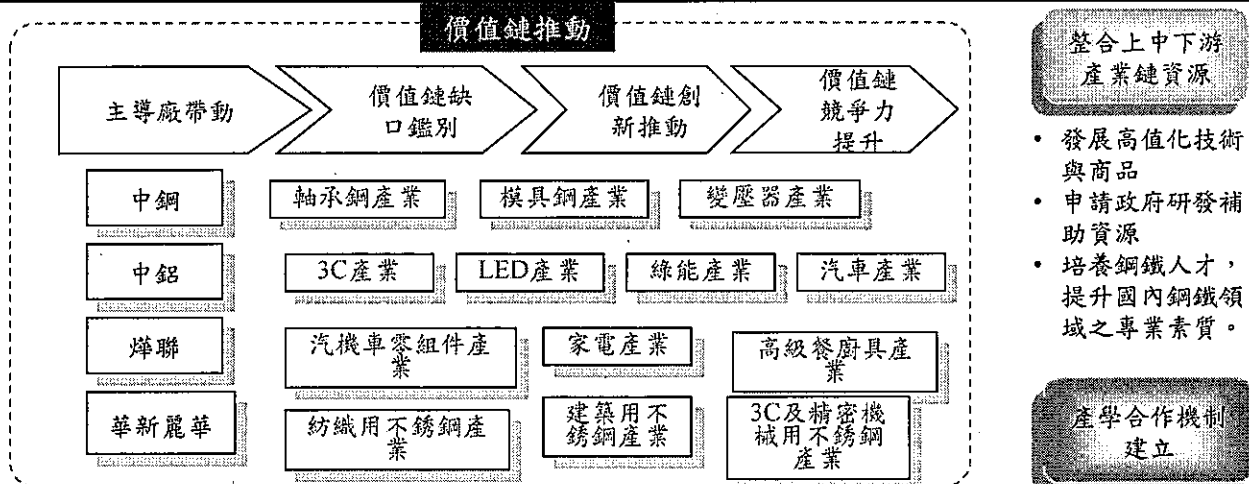 價值鏈推動
主導廠帶動
價值鏈缺
口鑑別
價值鏈創
新推動
價值鏈
競爭力
提升
中鋼
軸承鋼產業
模具鋼產業
變壓器產業
中鋁
3C產業
LED產業
綠能產業
汽車產業
燁聯
汽機車零組件產
業
家電產業
高級餐廚具產
業
華新麗華
紡織用不銹鋼產
業
建築用不
銹鋼產業
3C及精密機
械用不銹鋼
產業
整合上中下游
產業鏈資源
• 發展高值化技術
與商品
• 申請政府研發補
助資源
• 培養鋼鐵人才，
提升國內鋼鐵領
域之專業素質。
產學合作機制
建立